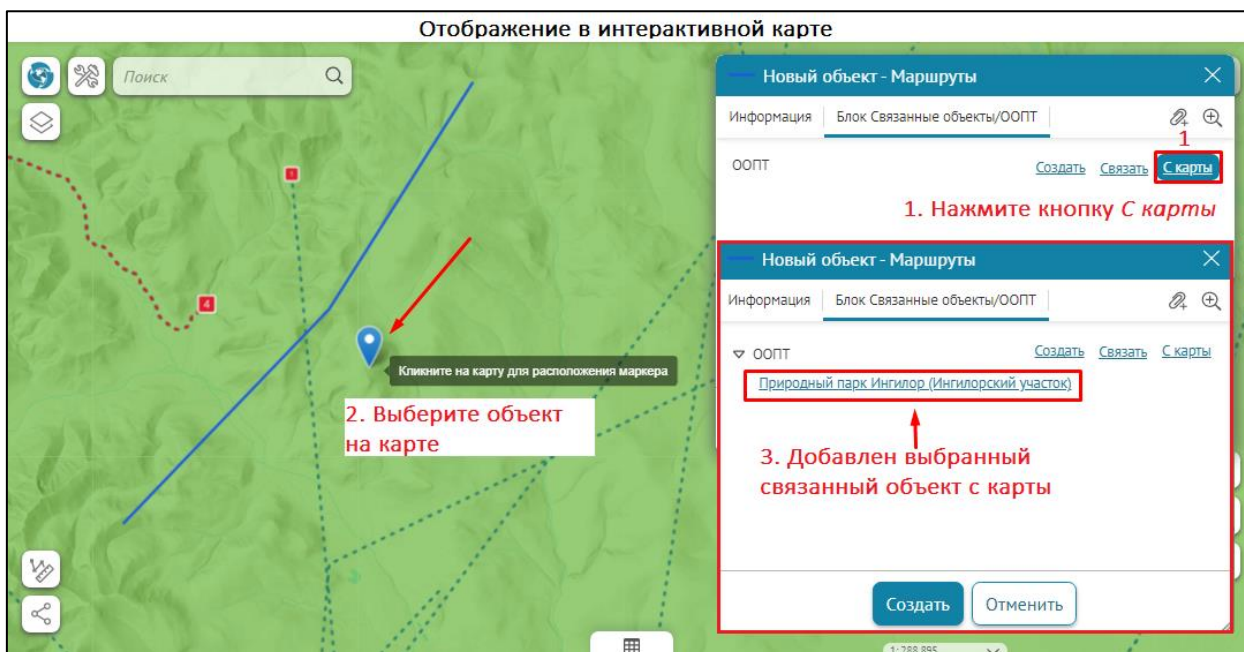 Отображение в интерактивной карте
Поиск
Новый объект - Маршруты
Информация
Блок Связанные объекты/ООПТ
1
ООПТ
Создать
Связать
С карты
1. Нажмите кнопку С карты
1
4
Кликните на карту для расположения маркера
2. Выберите объект
на карте
Новый объект - Маршруты
Информация
Блок Связанные объекты/ООПТ
ООПТ
Создать
Связать
С карты
Природный парк Ингилор (Ингилорский участок)
3. Добавлен выбранный
связанный объект с карты
Создать
Отменить
1: 288 895